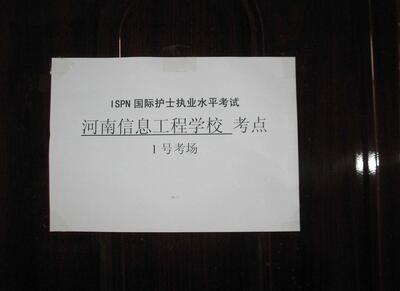 ISPN 国际护士执业水平考试
河南信息工程学校 考点
1 号考场